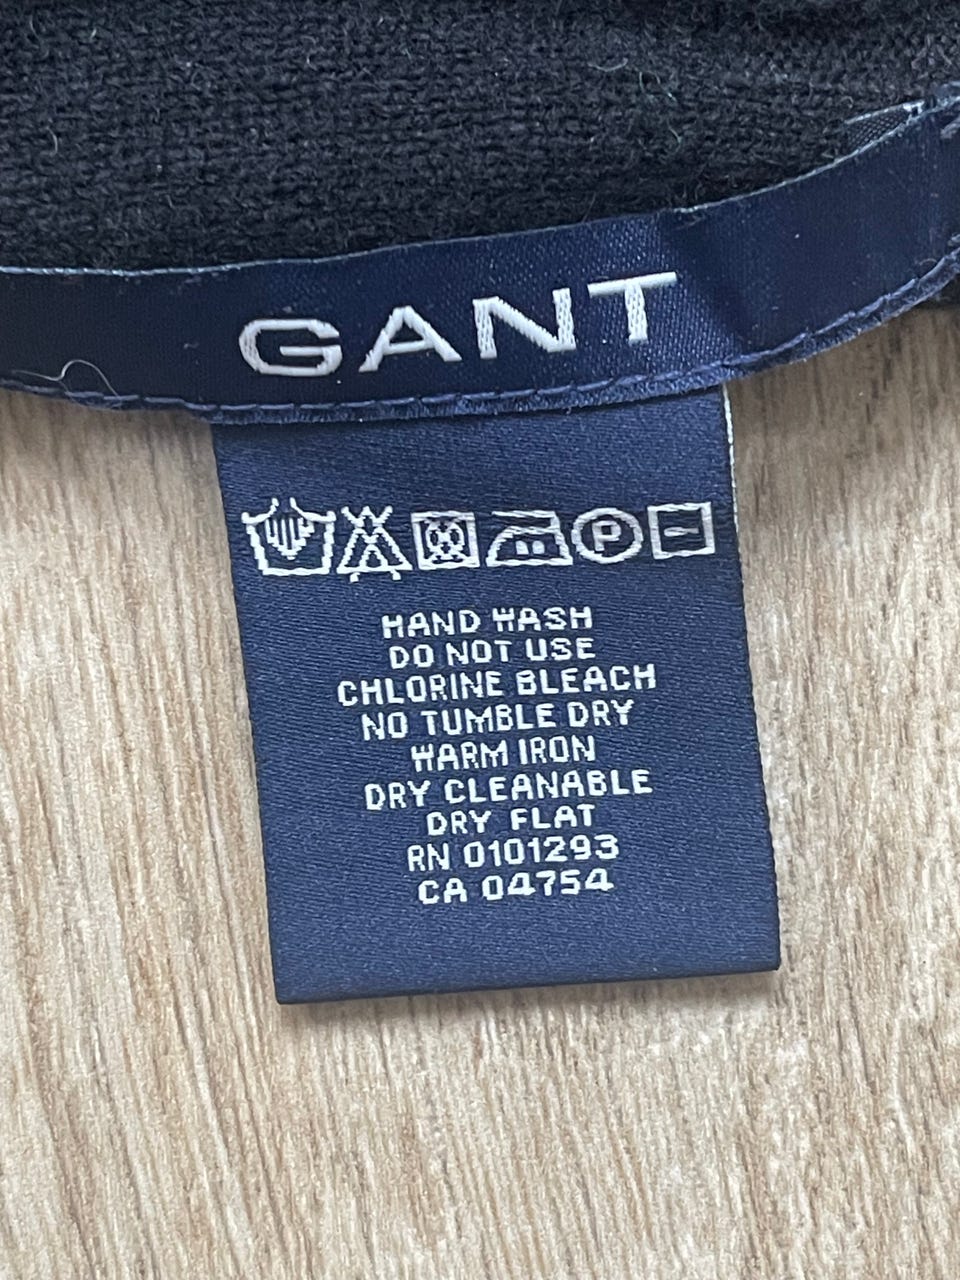 GANT
P
HAND WASH
DO NOT USE
CHLORINE BLEACH
NO TUMBLE DRY
WARM IRON
DRY CLEANABLE
DRY FLAT
RN 0101293
CA 04754